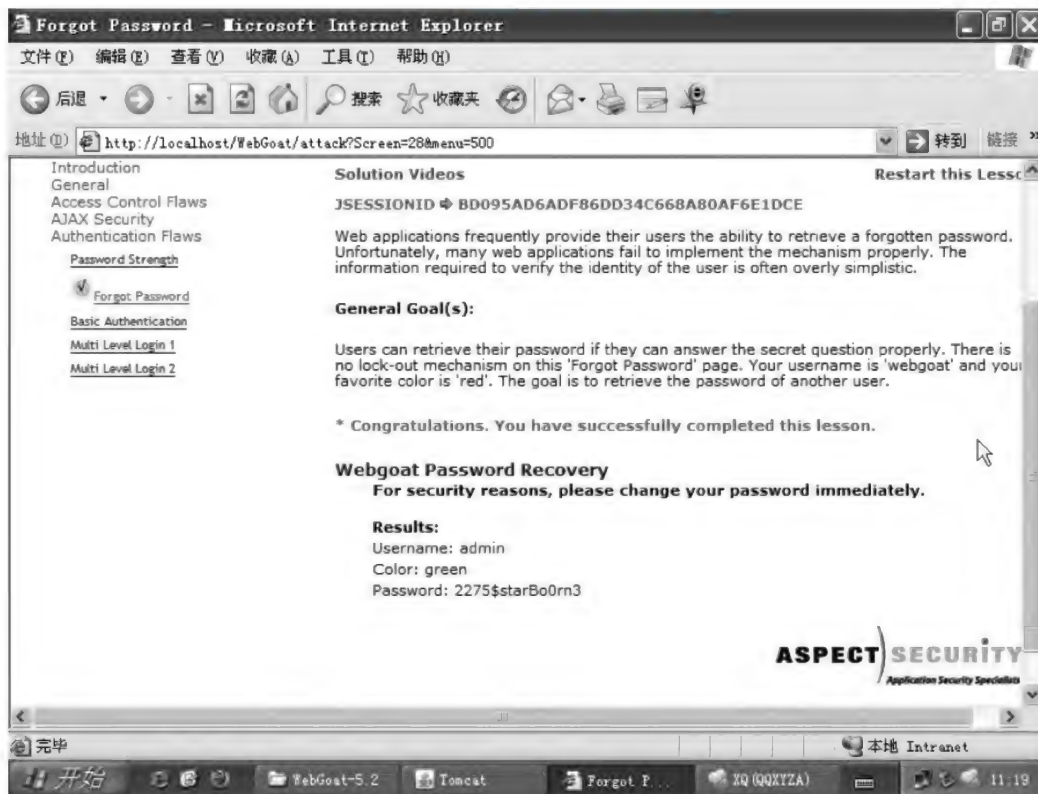 Forgot Password - Microsoft Internet Explorer
文件(F) 编辑(E) 查看(V) 收藏(A) 工具(T) 帮助(H)
后退 搜索 收藏夹
地址(D) http://localhost/WebGoat/attack?Screen=28&menu=500 转到 链接 »
Introduction
General
Access Control Flaws
AJAX Security
Authentication Flaws
Password Strength
Forgot Password
Basic Authentication
Multi Level Login 1
Multi Level Login 2
Solution Videos Restart this Lesso
JSESSIONID BD095AD6ADF86DD34C668A80AF6E1DCE
Web applications frequently provide their users the ability to retrieve a forgotten password.
Unfortunately, many web applications fail to implement the mechanism properly. The
information required to verify the identity of the user is often overly simplistic.
General Goal(s):
Users can retrieve their password if they can answer the secret question properly. There is
no lock-out mechanism on this 'Forgot Password' page. Your username is 'webgoat' and your
favorite color is 'red'. The goal is to retrieve the password of another user.
* Congratulations. You have successfully completed this lesson.
Webgoat Password Recovery
For security reasons, please change your password immediately.
Results:
Username: admin
Color: green
Password: 2275$starBo0rn3
ASPECT SECURITY
Application Security Specialists
完毕 本地 Intranet
开始 WebGoat-5.2 Tomcat Forgot P... XQ(QQXYZA) 11:19